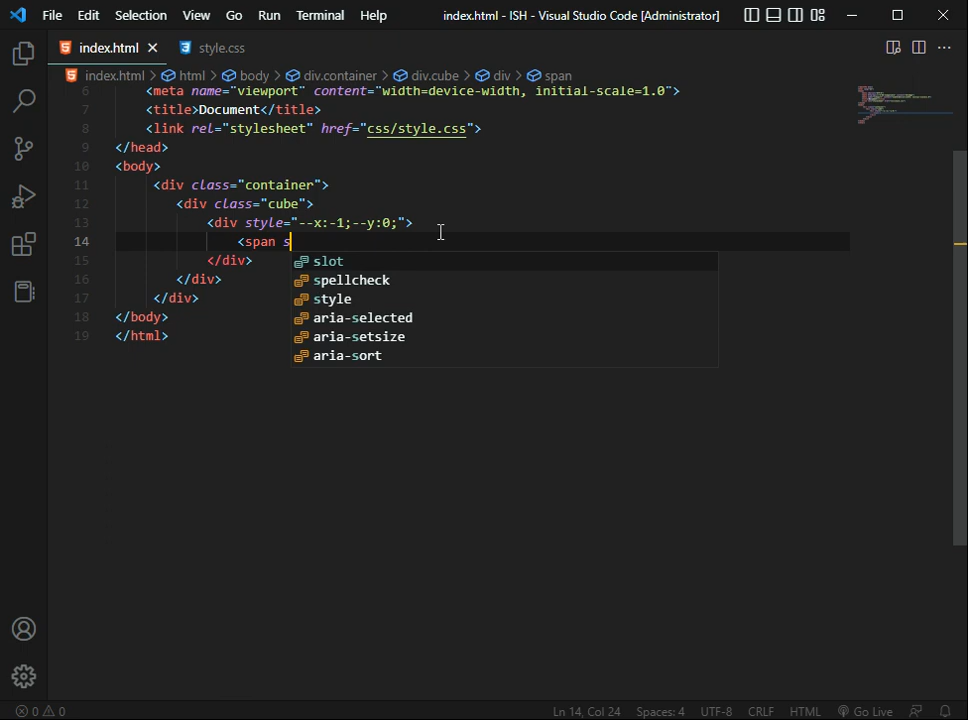 File Edit Selection View Go Run Terminal Help index.html - ISH - Visual Studio Code [Administrator]
index.html style.css
index.html > html > body > div.container > div.cube > div > span
6 <meta name="viewport" content="width=device-width, initial-scale=1.0">
7 <title>Document</title>
8 <link rel="stylesheet" href="css/style.css">
9 </head>
10 <body>
11 <div class="container">
12 <div class="cube">
13 <div style="--x:-1;--y:0;">
14 <span s
15 </div>
slot
16 </div>
spellcheck
17 </div>
style
18 </body>
aria-selected
19 </html>
aria-setsize
aria-sort
0 0 Ln 14, Col 24 Spaces: 4 UTF-8 CRLF HTML Go Live